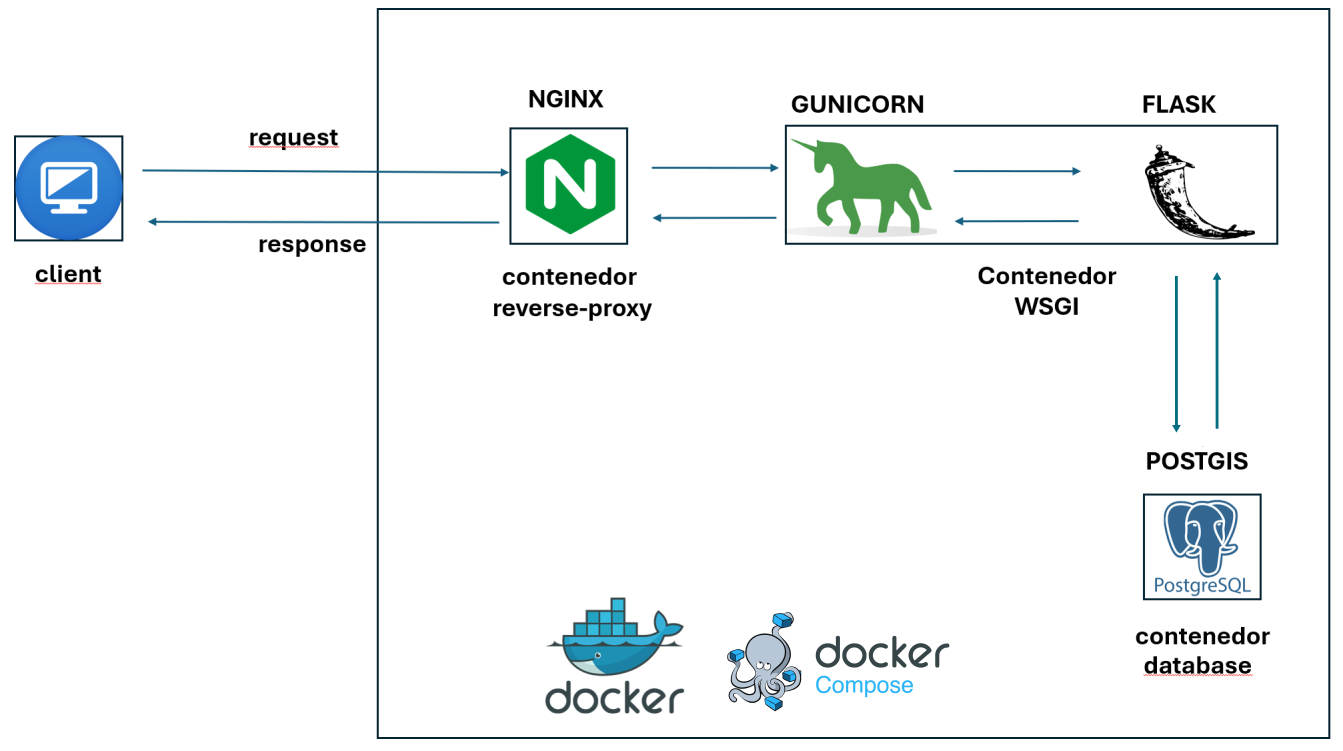 NGINX
GUNICORN
FLASK
request
N
response
client
contenedor
reverse-proxy
Contenedor
WSGI
POSTGIS
PostgreSQL
contenedor
database
docker
docker
Compose